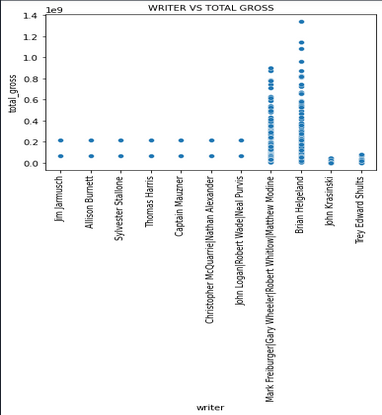 WRITER VS TOTAL GROSS
1e9
1.4
1.2
1.0
0.8
0.6
0.4
0.2
0.0
total_gross
Jim Jarmusch
Allison Burnett
Sylvester Stallone
Thomas Harris
Captain Mauzner
Christopher McQuarrie|Nathan Alexander
John Logan|Robert Wade|Neal Purvis
Mark Freiburger|Gary Wheeler|Robert Whitlow|Matthew Modine
Brian Helgeland
John Krasinski
Trey Edward Shults
writer